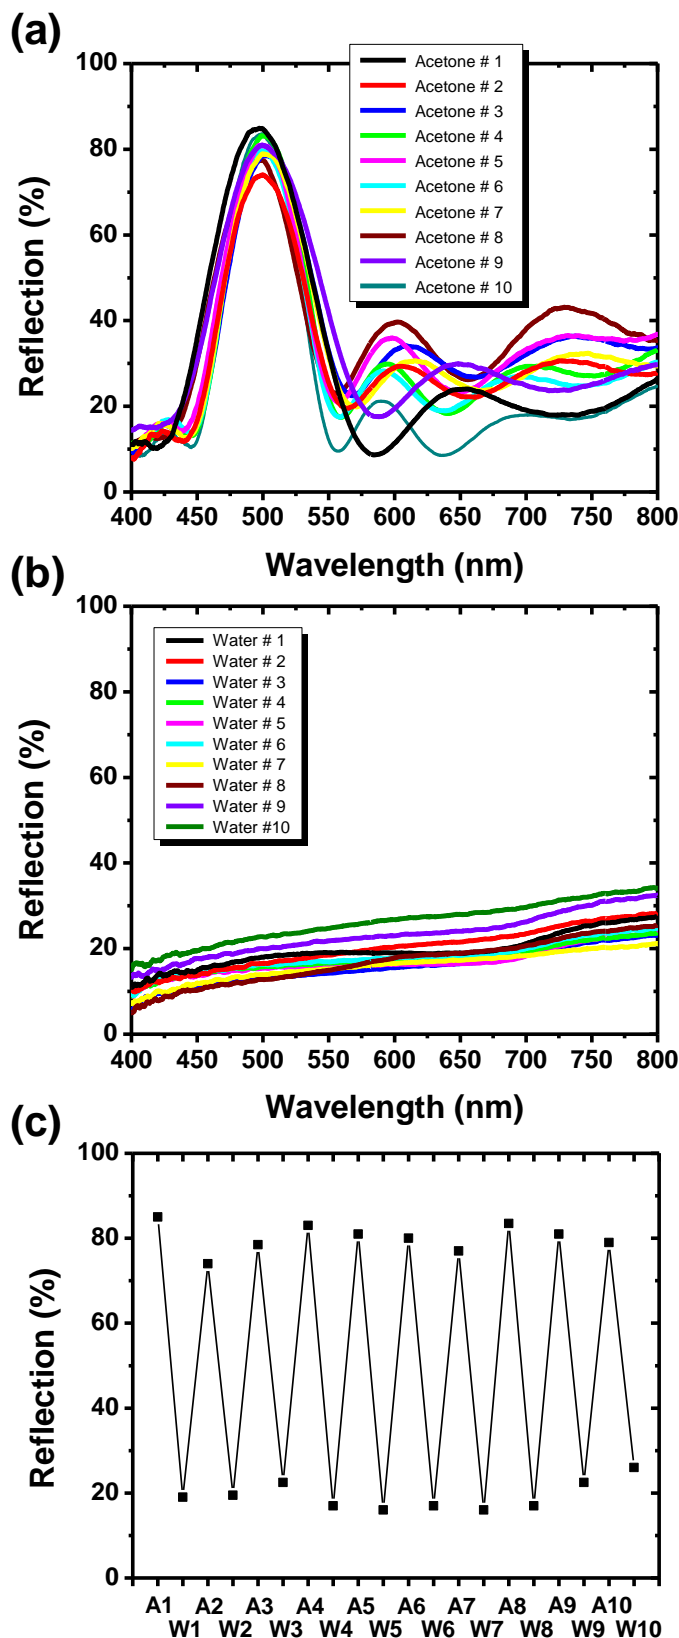 (a)
100
80
60
40
20
0
Reflection (%)
Acetone # 1
Acetone # 2
Acetone # 3
Acetone # 4
Acetone # 5
Acetone # 6
Acetone # 7
Acetone # 8
Acetone # 9
Acetone # 10
400 450 500 550 600 650 700 750 800
Wavelength (nm)
(b)
100
80
60
40
20
0
Reflection (%)
Water # 1
Water # 2
Water # 3
Water # 4
Water # 5
Water # 6
Water # 7
Water # 8
Water # 9
Water #10
400 450 500 550 600 650 700 750 800
Wavelength (nm)
(c)
100
80
60
40
20
0
Reflection (%)
A1 A2 A3 A4 A5 A6 A7 A8 A9 A10
W1 W2 W3 W4 W5 W6 W7 W8 W9 W10